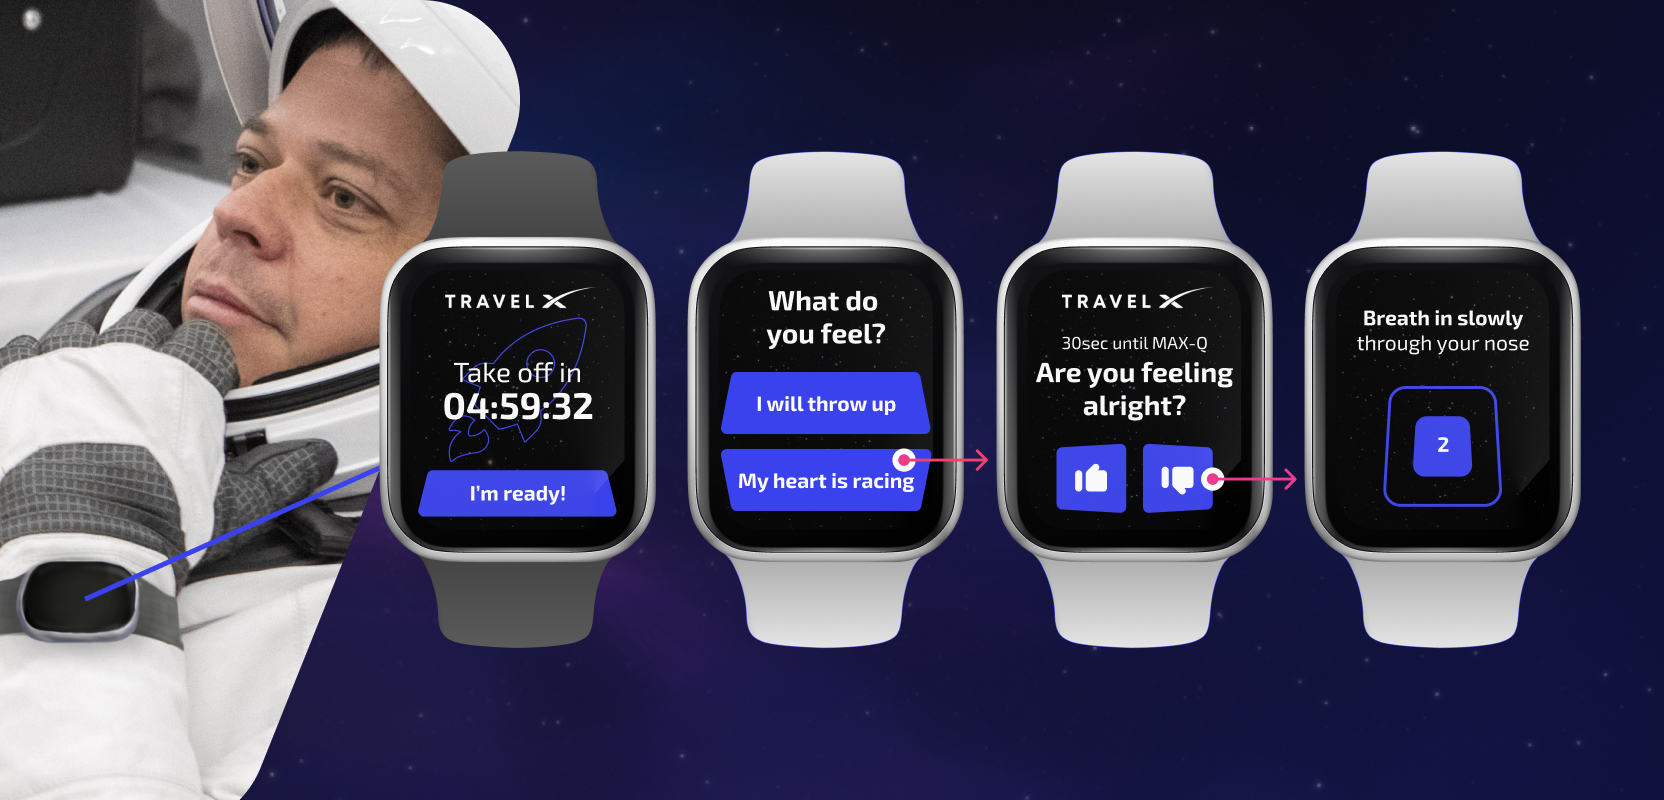 TRAVEL X
Take off in
04:59:32
I'm ready!
What do
you feel?
I will throw up
My heart is racing
TRAVEL X
30sec until MAX-Q
Are you feeling
alright?
Breath in slowly
through your nose
2